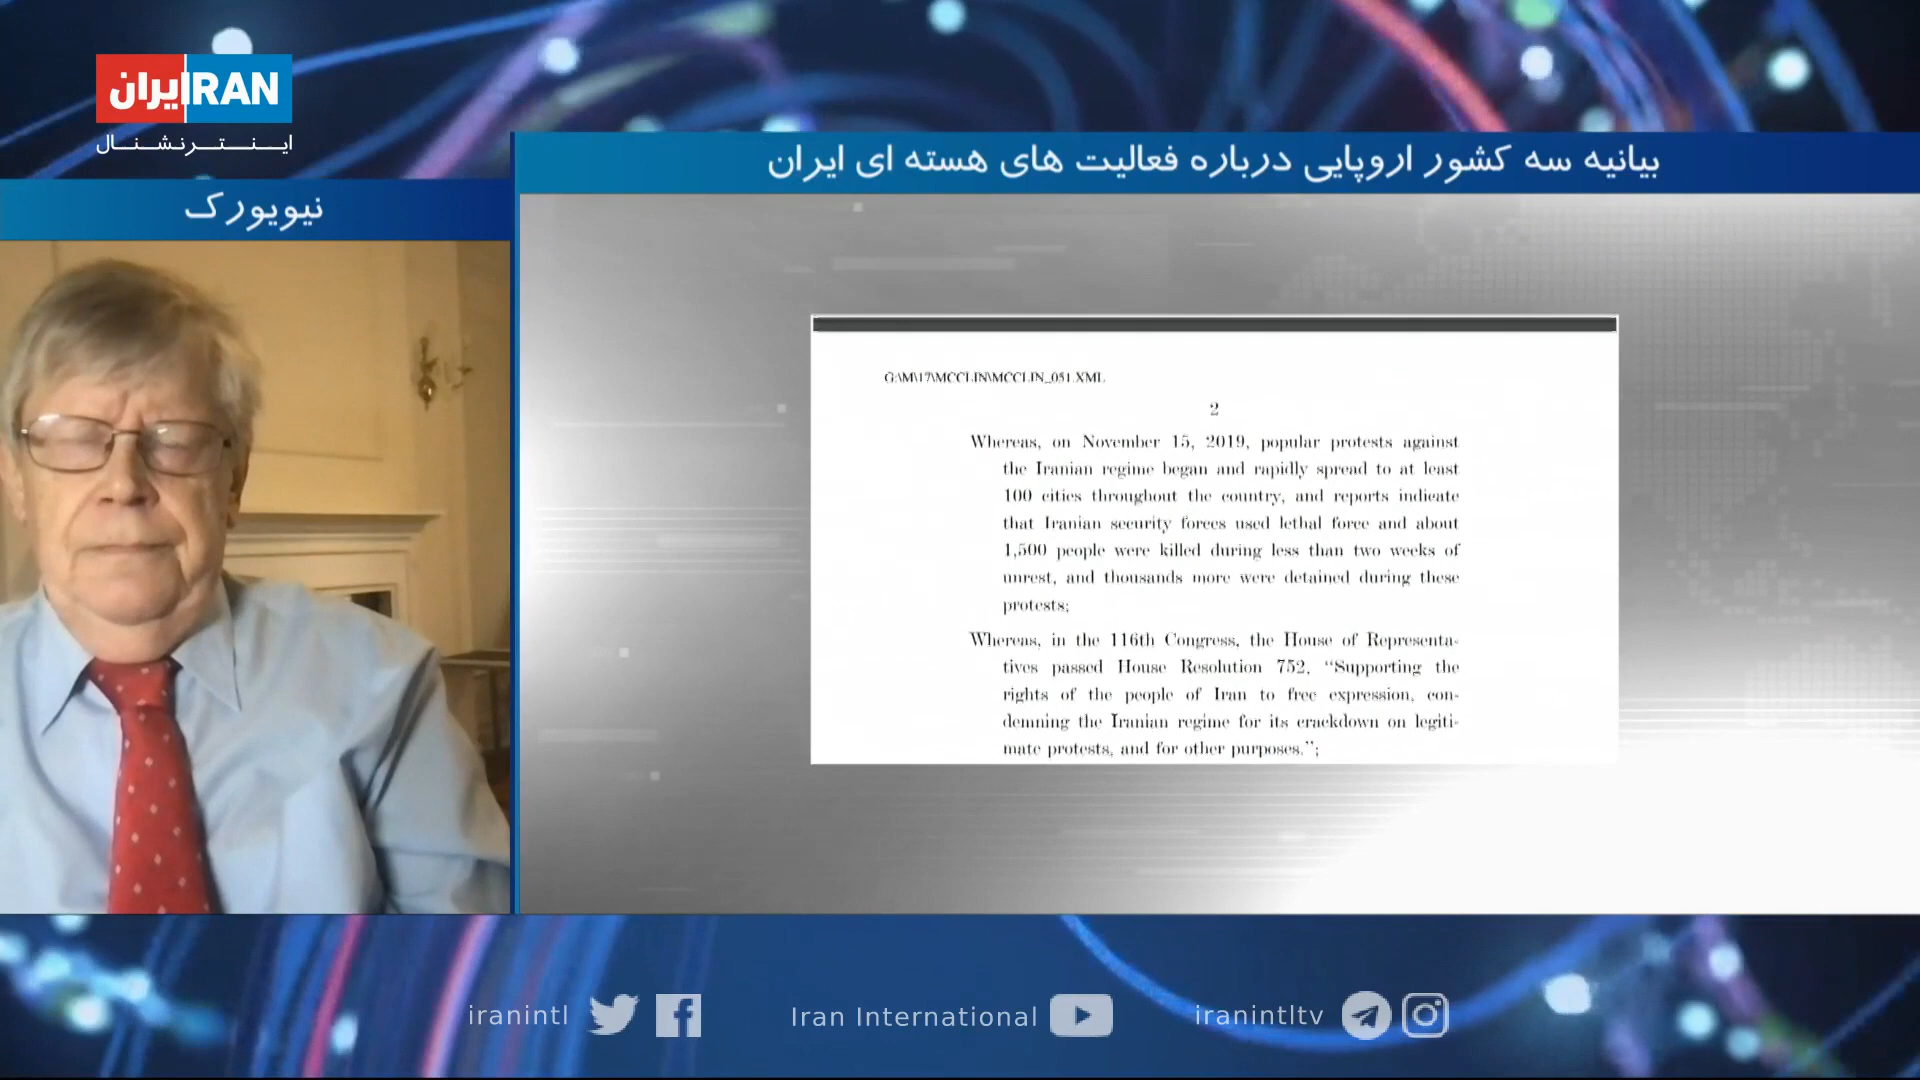 ایران IRAN
اینترنشنال
بیانیه سه کشور اروپایی درباره فعالیت های هسته ای ایران
نیویورک
G:\M\17\MCCLIN\MCCLIN_051.XML
2
Whereas, on November 15, 2019, popular protests against
the Iranian regime began and rapidly spread to at least
100 cities throughout the country, and reports indicate
that Iranian security forces used lethal force and about
1,500 people were killed during less than two weeks of
unrest, and thousands more were detained during these
protests;
Whereas, in the 116th Congress, the House of Representa-
tives passed House Resolution 752, “Supporting the
rights of the people of Iran to free expression, con-
demning the Iranian regime for its crackdown on legiti-
mate protests, and for other purposes.”;
iranintl
Iran International
iranintltv